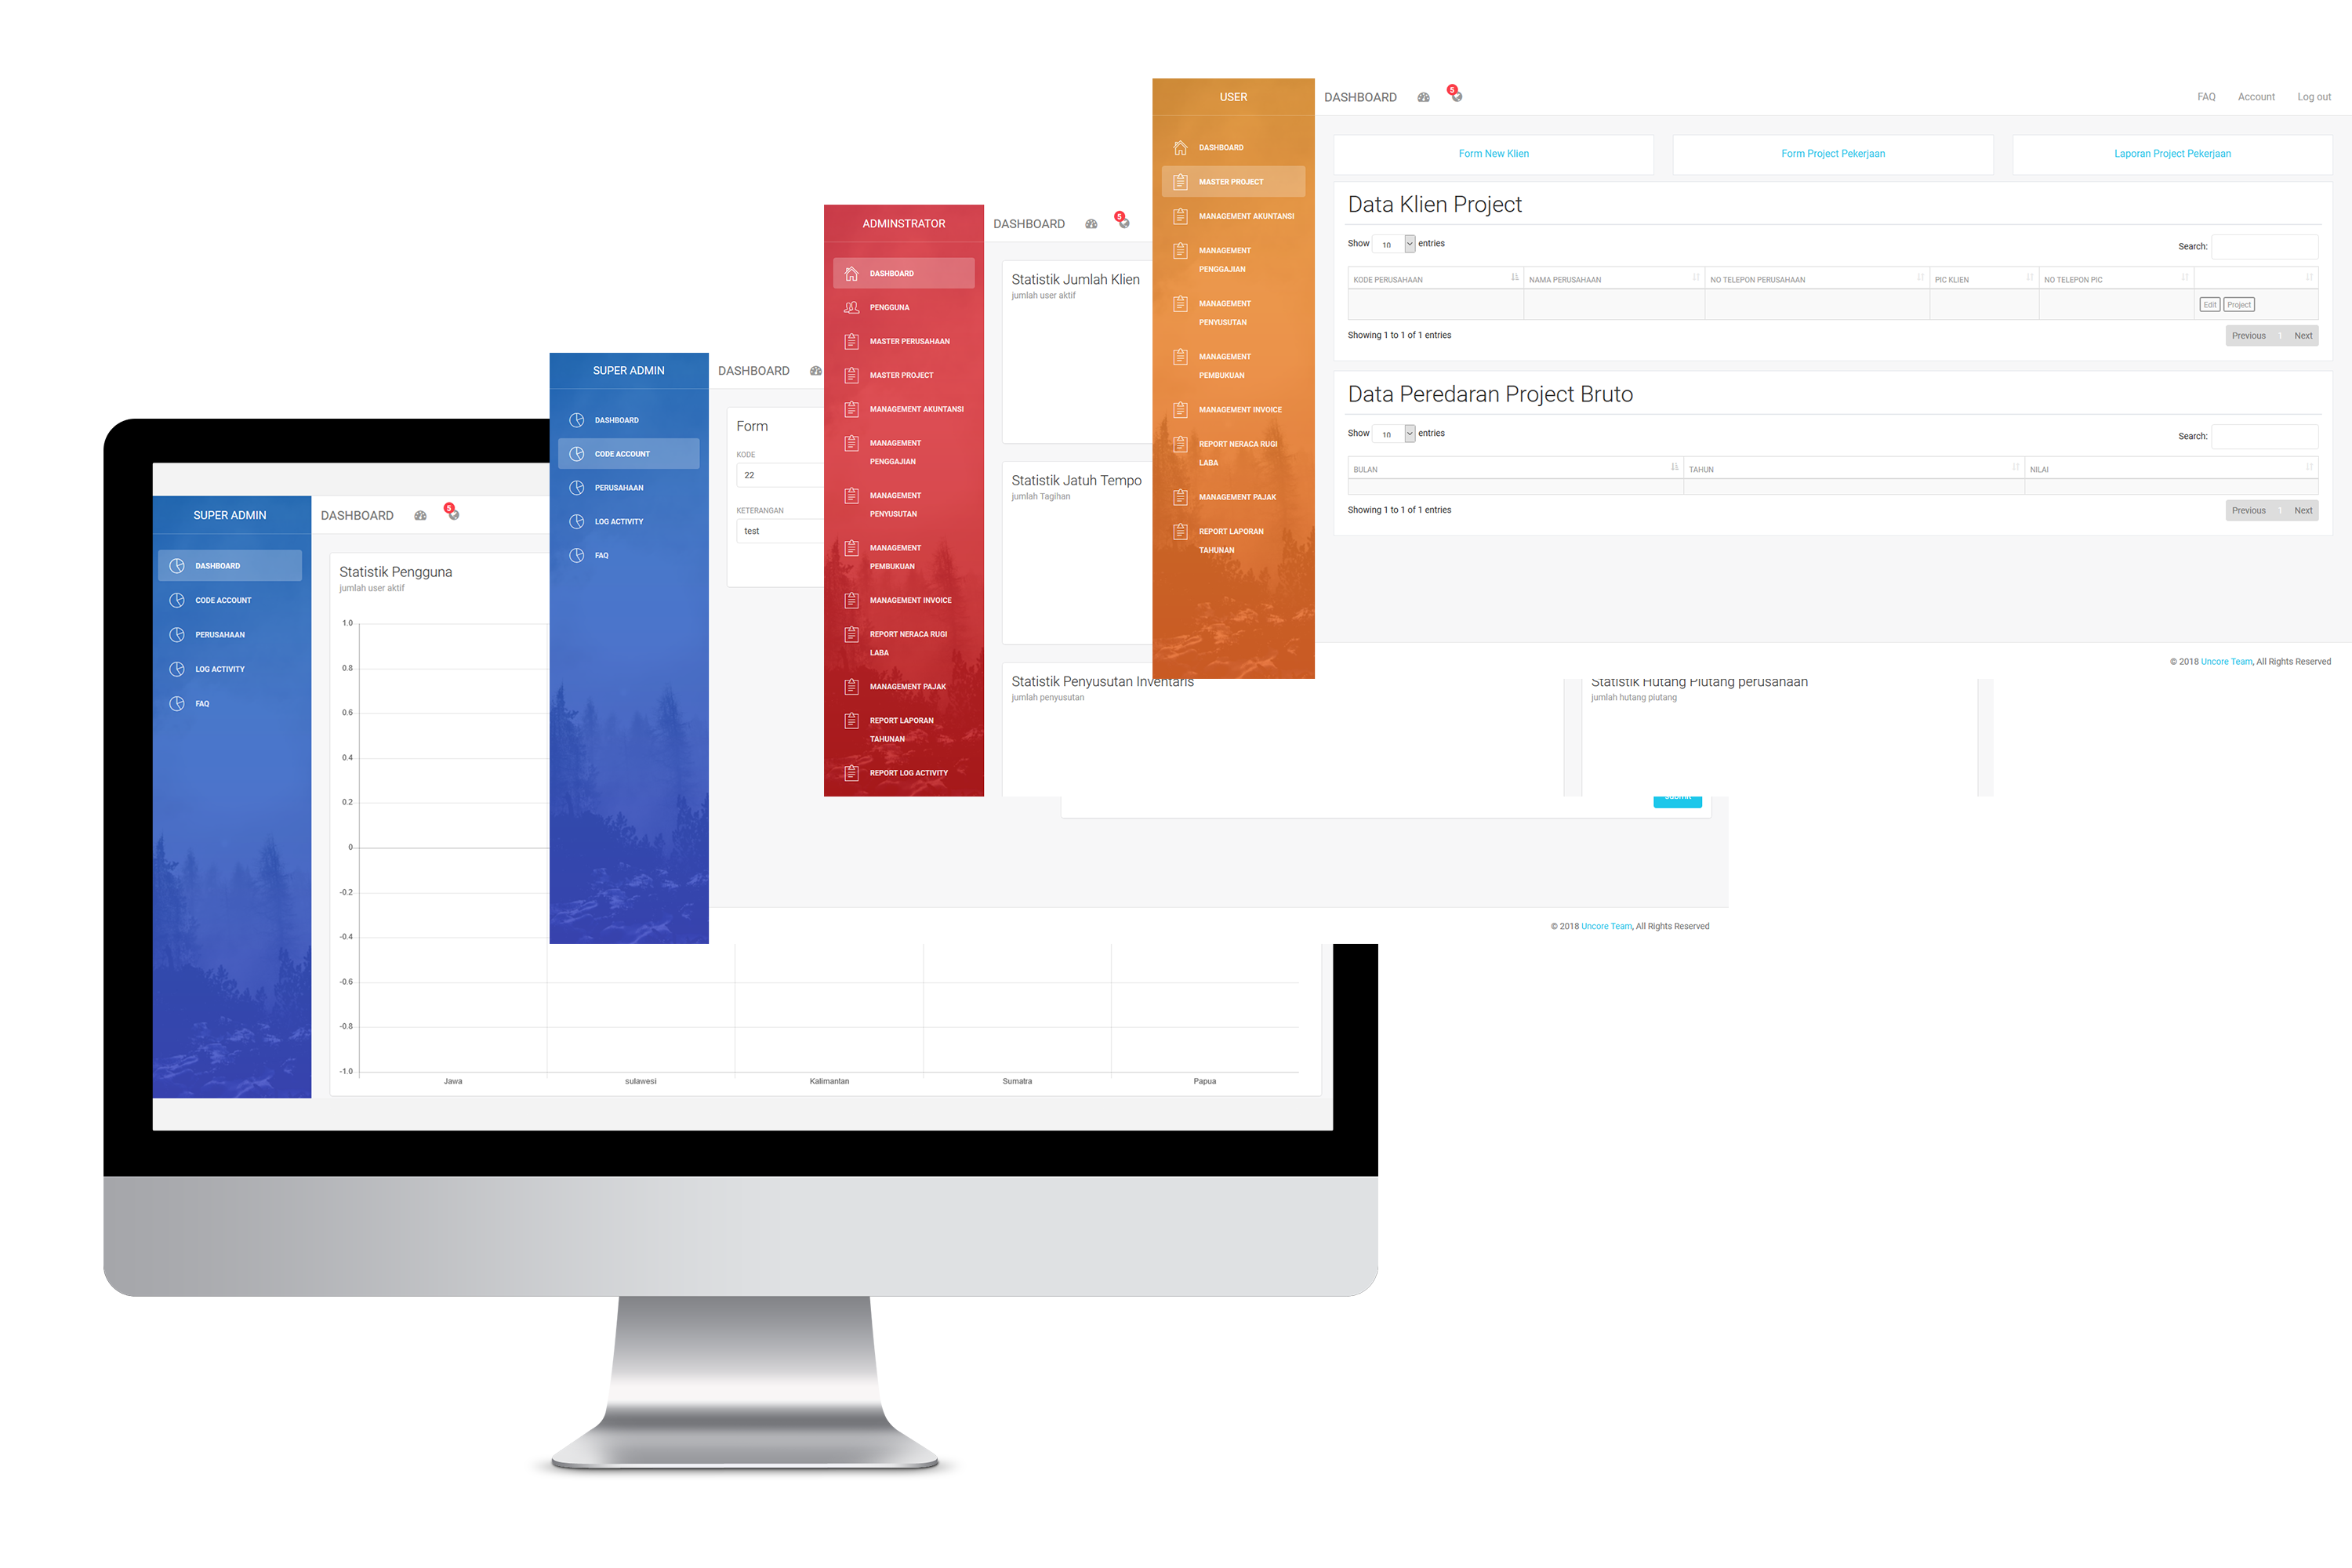 USER
DASHBOARD
5
FAQ
Account
Log out
DASHBOARD
MASTER PROJECT
MANAGEMENT AKUNTANSI
MANAGEMENT
PENGGAJIAN
MANAGEMENT
PENYUSUTAN
MANAGEMENT
PEMBUKUAN
MANAGEMENT INVOICE
REPORT NERACA RUGI
LABA
MANAGEMENT PAJAK
REPORT LAPORAN
TAHUNAN
Form New Klien
Form Project Pekerjaan
Laporan Project Pekerjaan
Data Klien Project
Show 10 entries
Search:
KODE PERUSAHAAN
NAMA PERUSAHAAN
NO TELEPON PERUSAHAAN
PIC KLIEN
NO TELEPON PIC
Edit
Project
Showing 1 to 1 of 1 entries
Previous 1 Next
Data Peredaran Project Bruto
Show 10 entries
Search:
BULAN
TAHUN
NILAI
Showing 1 to 1 of 1 entries
Previous 1 Next
© 2018 Uncore Team, All Rights Reserved
ADMINSTRATOR
DASHBOARD
5
DASHBOARD
PENGGUNA
MASTER PERUSAHAAN
MASTER PROJECT
MANAGEMENT AKUNTANSI
MANAGEMENT
PENGGAJIAN
MANAGEMENT
PENYUSUTAN
MANAGEMENT
PEMBUKUAN
MANAGEMENT INVOICE
REPORT NERACA RUGI
LABA
MANAGEMENT PAJAK
REPORT LAPORAN
TAHUNAN
REPORT LOG ACTIVITY
Statistik Jumlah Klien
jumlah user aktif
Statistik Jatuh Tempo
jumlah Tagihan
Statistik Penyusutan Inventaris
jumlah penyusutan
Statistik Hutang Piutang perusahaan
jumlah hutang piutang
SUPER ADMIN
DASHBOARD
DASHBOARD
CODE ACCOUNT
PERUSAHAAN
LOG ACTIVITY
FAQ
Form
KODE
22
KETERANGAN
test
© 2018 Uncore Team, All Rights Reserved
SUPER ADMIN
DASHBOARD
5
DASHBOARD
CODE ACCOUNT
PERUSAHAAN
LOG ACTIVITY
FAQ
Statistik Pengguna
jumlah user aktif
1.0
0.8
0.6
0.4
0.2
0
-0.2
-0.4
-0.6
-0.8
-1.0
Jawa
sulawesi
Kalimantan
Sumatra
Papua